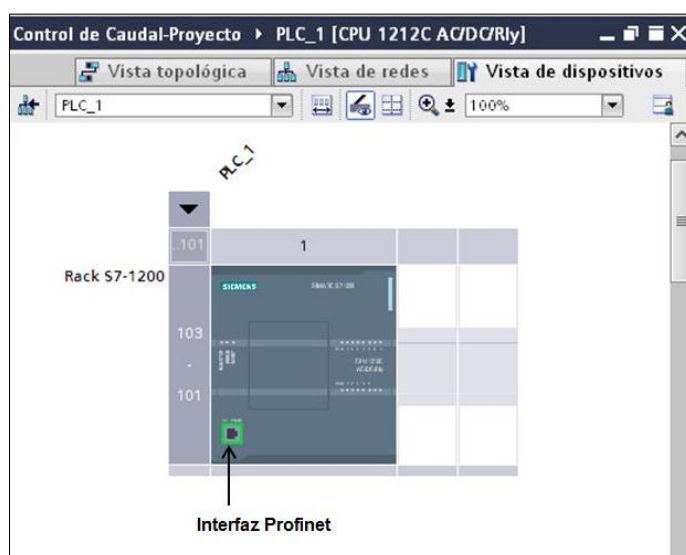 Control de Caudal-Proyecto ▸ PLC_1 [CPU 1212C AC/DC/Rly]
Vista topológica Vista de redes Vista de dispositivos
PLC_1 100%
PLC_1
..101 1
Rack S7-1200
SIEMENS
103
-
101
Interfaz Profinet